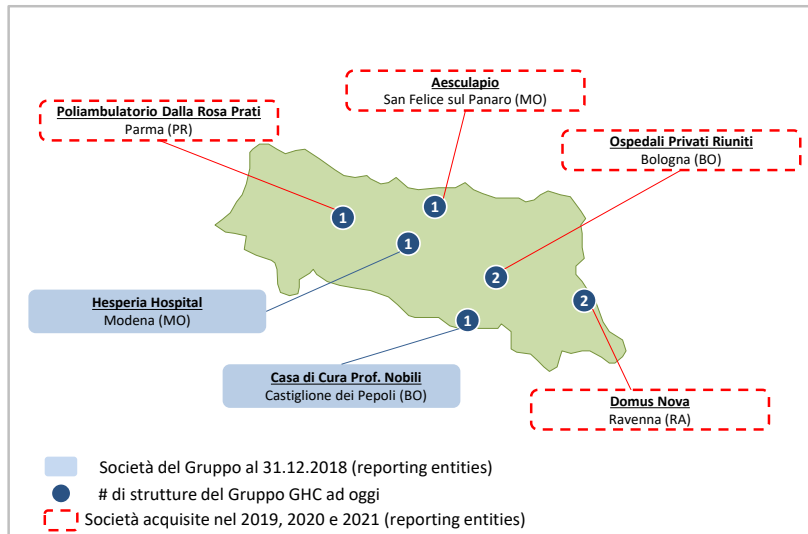 Aesculapio
San Felice sul Panaro (MO)
Poliambulatorio Dalla Rosa Prati
Parma (PR)
Ospedali Privati Riuniti
Bologna (BO)
1
1
1
2
2
1
Hesperia Hospital
Modena (MO)
Casa di Cura Prof. Nobili
Castiglione dei Pepoli (BO)
Domus Nova
Ravenna (RA)
Società del Gruppo al 31.12.2018 (reporting entities)
# di strutture del Gruppo GHC ad oggi
Società acquisite nel 2019, 2020 e 2021 (reporting entities)